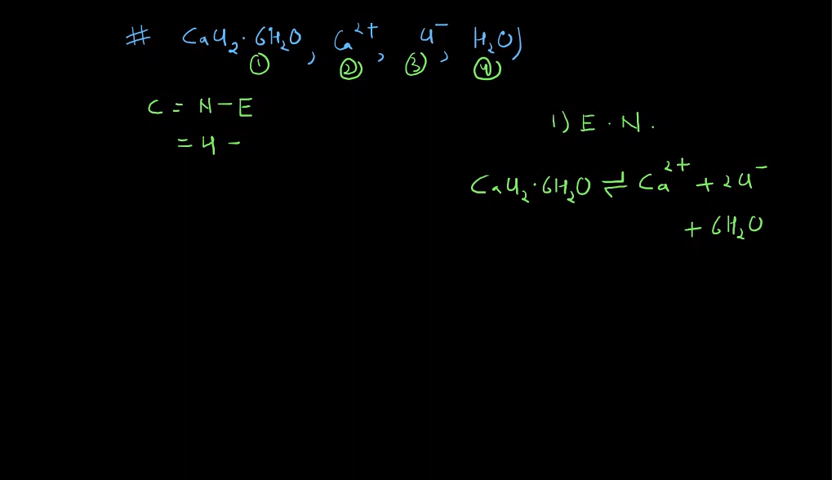 # CaCl₂·6H₂O, Ca²⁺, Cl⁻, H₂O)
① ② ③ ④
C = N - E
= 4 -
1) E.N.
CaCl₂·6H₂O ⇌ Ca²⁺ + 2Cl⁻
+ 6H₂O